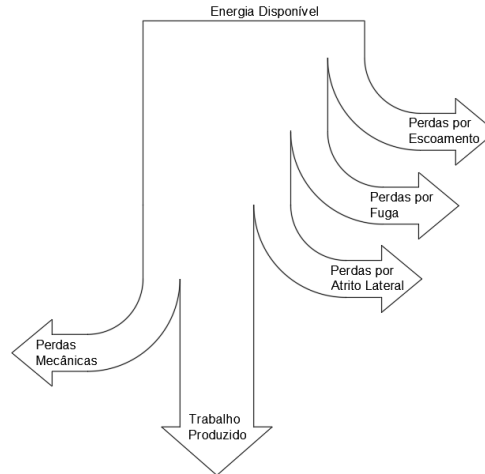 Energia Disponível
Perdas por
Escoamento
Perdas por
Fuga
Perdas por
Atrito Lateral
Perdas
Mecânicas
Trabalho
Produzido